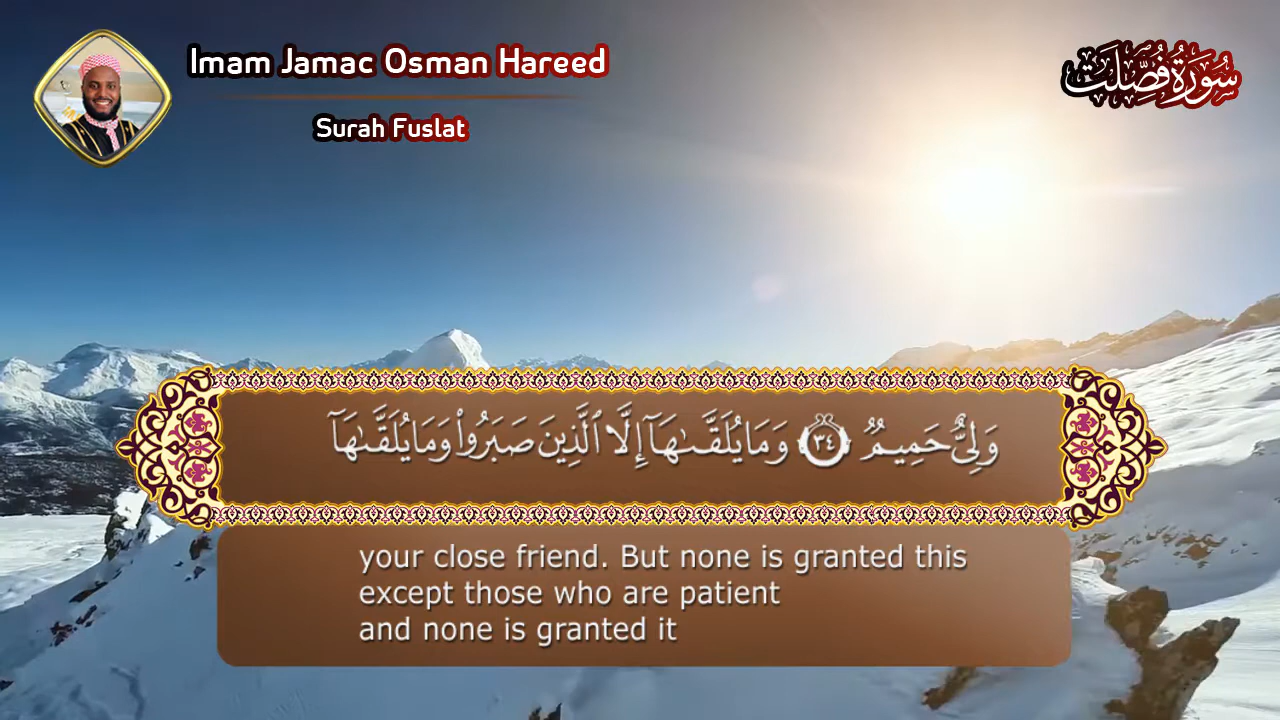 Imam Jamac Osman Hareed
سُورَةُ فُصِّلَت
Surah Fuslat
وَلِىٌّ حَمِيمٌ ٣٤ وَمَا يُلَقَّىٰهَآ إِلَّا ٱلَّذِينَ صَبَرُوا۟ وَمَا يُلَقَّىٰهَآ
your close friend. But none is granted this
except those who are patient
and none is granted it